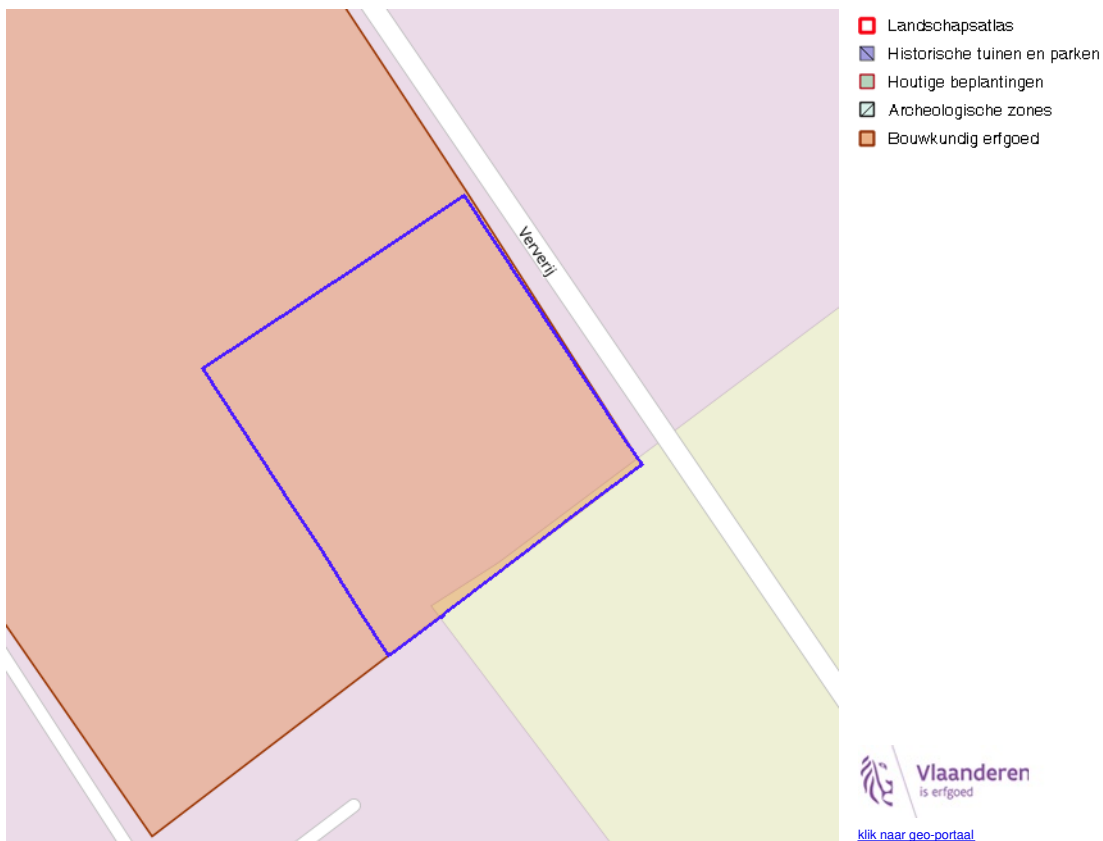 Ververij
Landschapsatlas
Historische tuinen en parken
Houtige beplantingen
Archeologische zones
Bouwkundig erfgoed
Vlaanderen
is erfgoed
klik naar geo-portaal